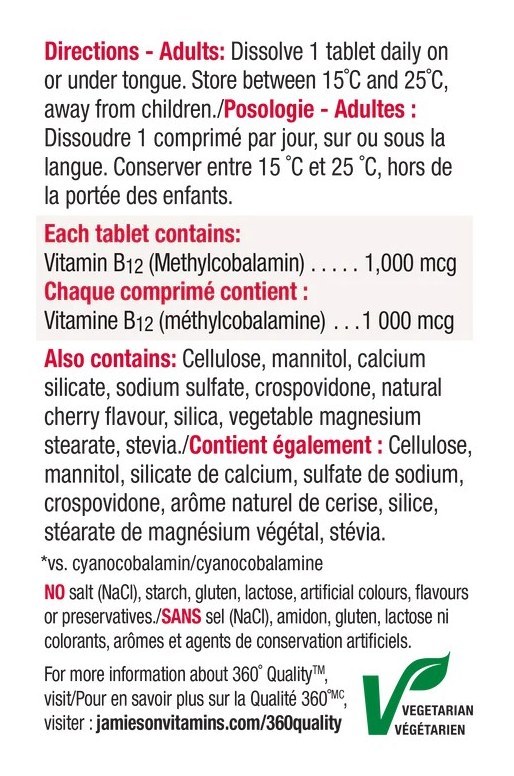 Directions - Adults: Dissolve 1 tablet daily on
or under tongue. Store between 15˚C and 25˚C,
away from children./Posologie - Adultes :
Dissoudre 1 comprimé par jour, sur ou sous la
langue. Conserver entre 15 ˚C et 25 ˚C, hors de
la portée des enfants.
Each tablet contains:
Vitamin B12 (Methylcobalamin) . . . . . 1,000 mcg
Chaque comprimé contient :
Vitamine B12 (méthylcobalamine) . . .1 000 mcg
Also contains: Cellulose, mannitol, calcium
silicate, sodium sulfate, crospovidone, natural
cherry flavour, silica, vegetable magnesium
stearate, stevia./Contient également : Cellulose,
mannitol, silicate de calcium, sulfate de sodium,
crospovidone, arôme naturel de cerise, silice,
stéarate de magnésium végétal, stévia.
*vs. cyanocobalamin/cyanocobalamine
NO salt (NaCl), starch, gluten, lactose, artificial colours, flavours
or preservatives./SANS sel (NaCl), amidon, gluten, lactose ni
colorants, arômes et agents de conservation artificiels.
For more information about 360˚ Quality™,
visit/Pour en savoir plus sur la Qualité 360˚ᴹᶜ,
visiter : jamiesonvitamins.com/360quality
VEGETARIAN
VÉGÉTARIEN